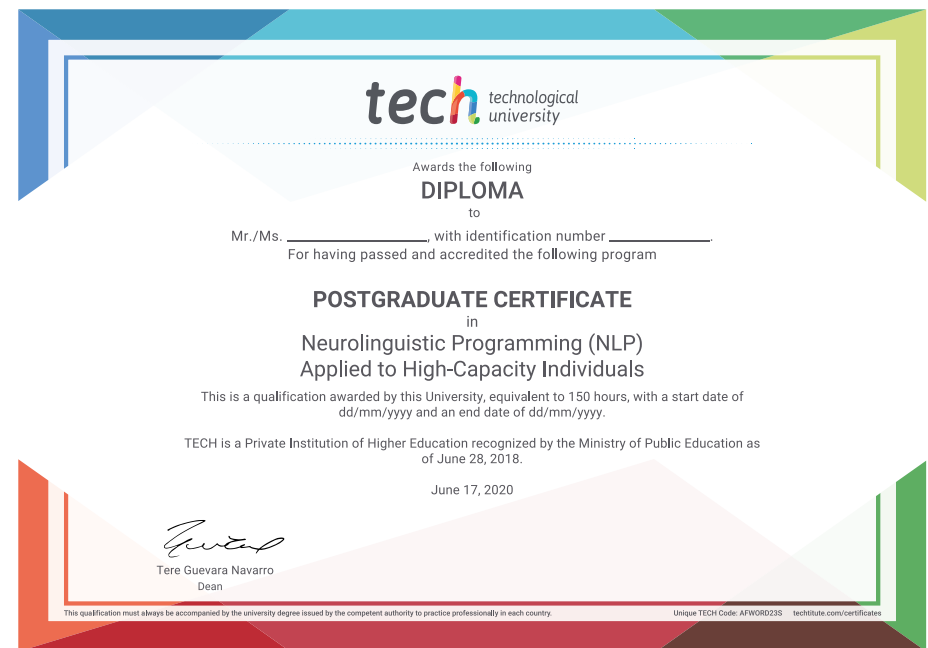 tech technological
university
Awards the following
DIPLOMA
to
Mr./Ms. ____________, with identification number ____________.
For having passed and accredited the following program
POSTGRADUATE CERTIFICATE
in
Neurolinguistic Programming (NLP)
Applied to High-Capacity Individuals
This is a qualification awarded by this University, equivalent to 150 hours, with a start date of
dd/mm/yyyy and an end date of dd/mm/yyyy.
TECH is a Private Institution of Higher Education recognized by the Ministry of Public Education as
of June 28, 2018.
June 17, 2020
Tere Guevara Navarro
Dean
This qualification must always be accompanied by the university degree issued by the competent authority to practice professionally in each country. Unique TECH Code: AFWORD23S techtitute.com/certificates